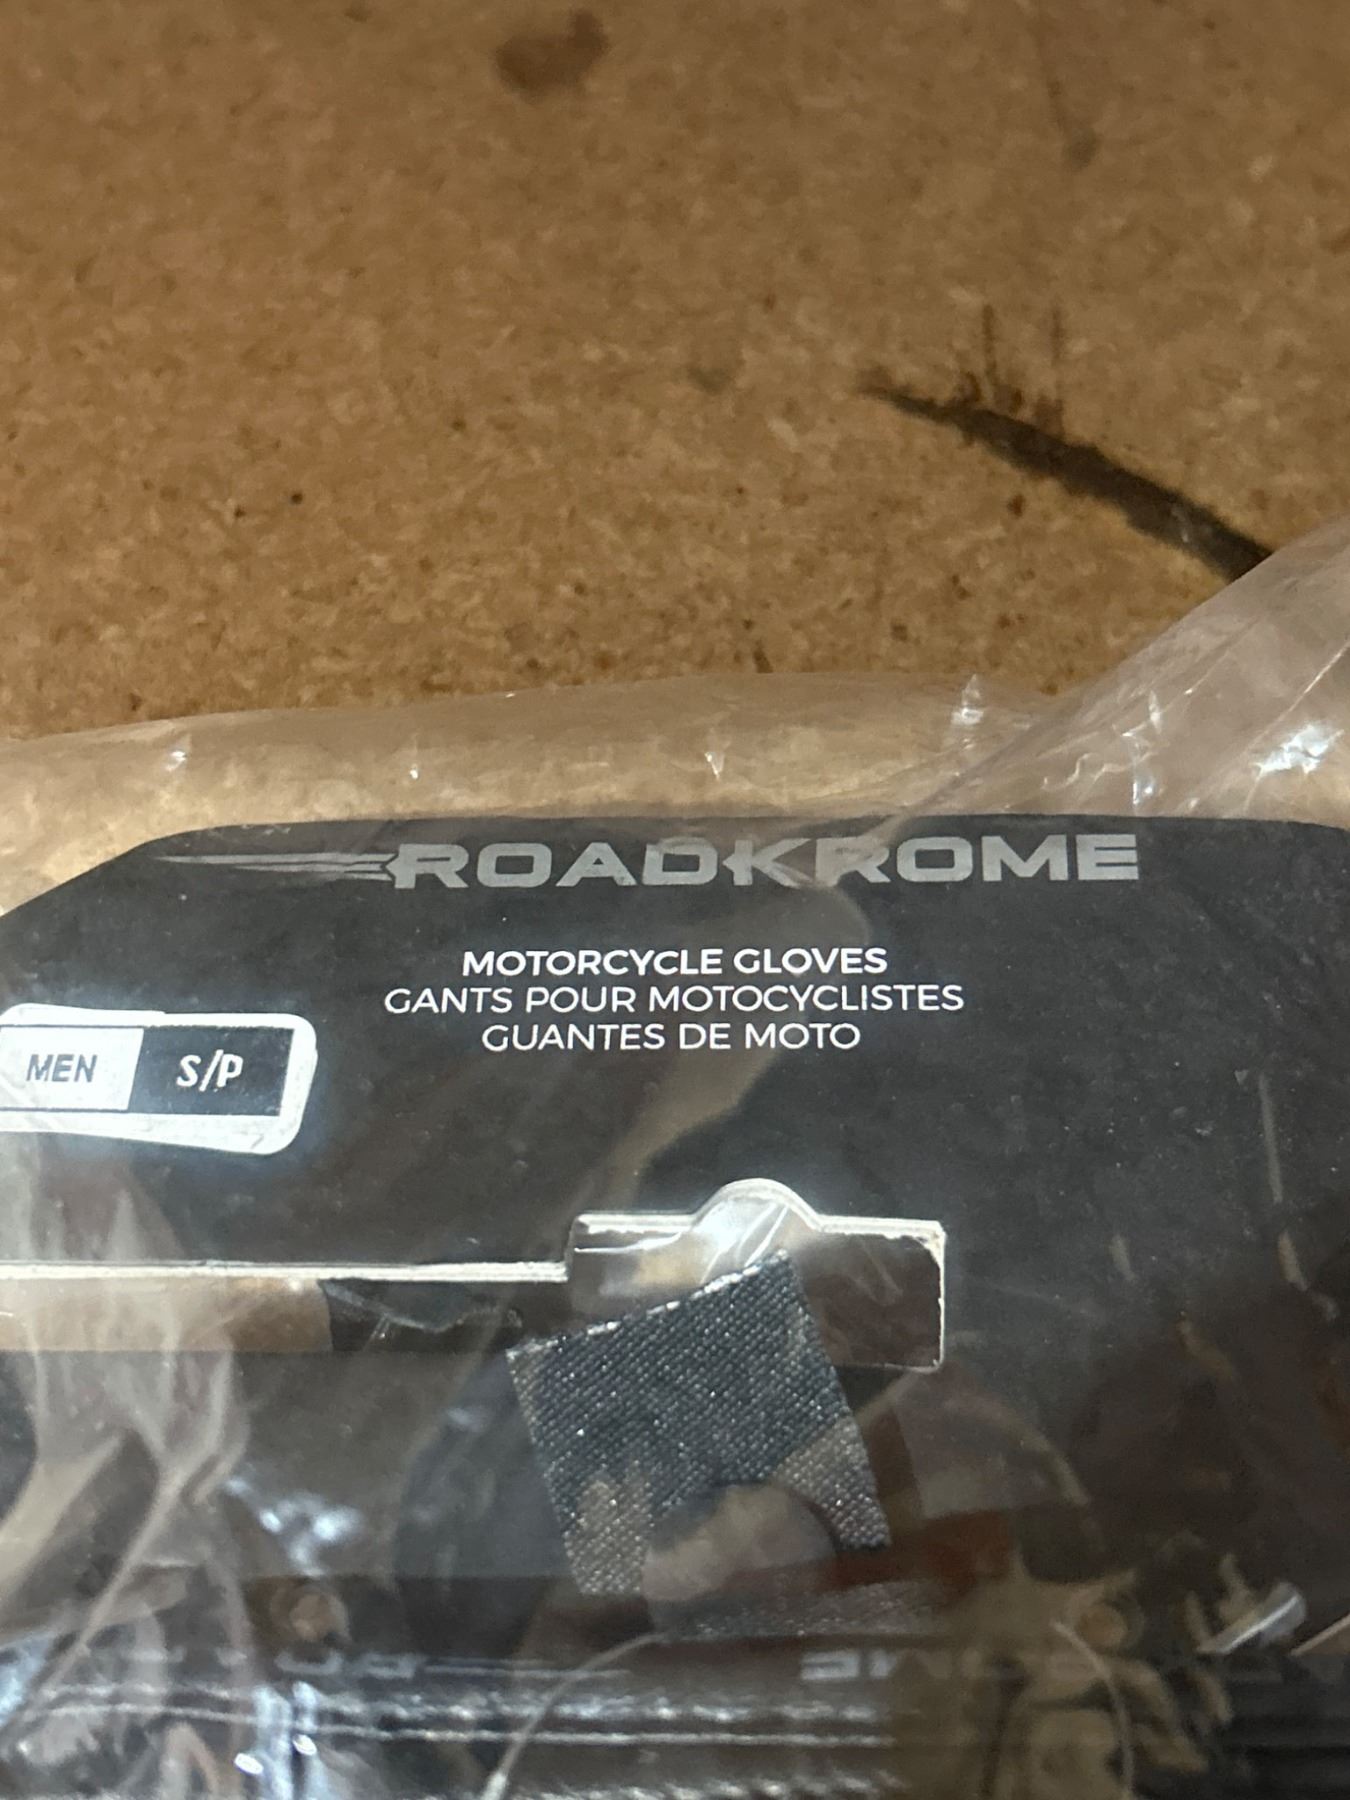 ROADKROME
MOTORCYCLE GLOVES
GANTS POUR MOTOCYCLISTES
GUANTES DE MOTO
MEN S/P